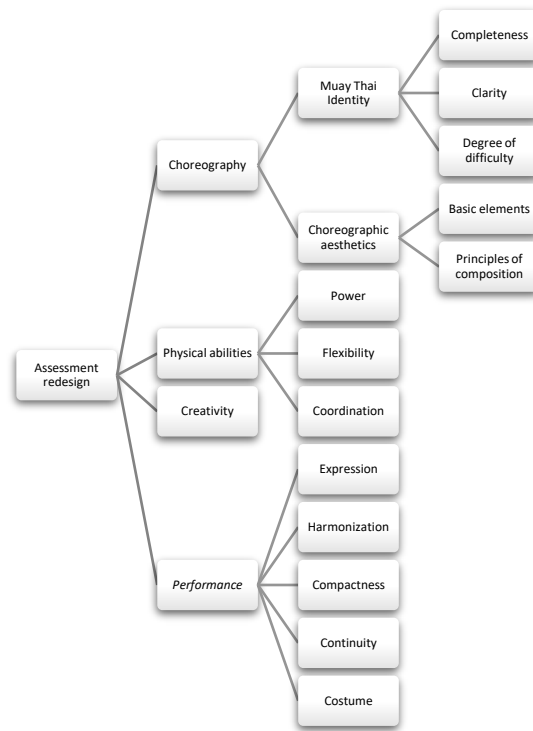 Assessment
redesign
Choreography
Muay Thai
Identity
Completeness
Clarity
Degree of
difficulty
Choreographic
aesthetics
Basic elements
Principles of
composition
Physical abilities
Power
Flexibility
Coordination
Creativity
Performance
Expression
Harmonization
Compactness
Continuity
Costume